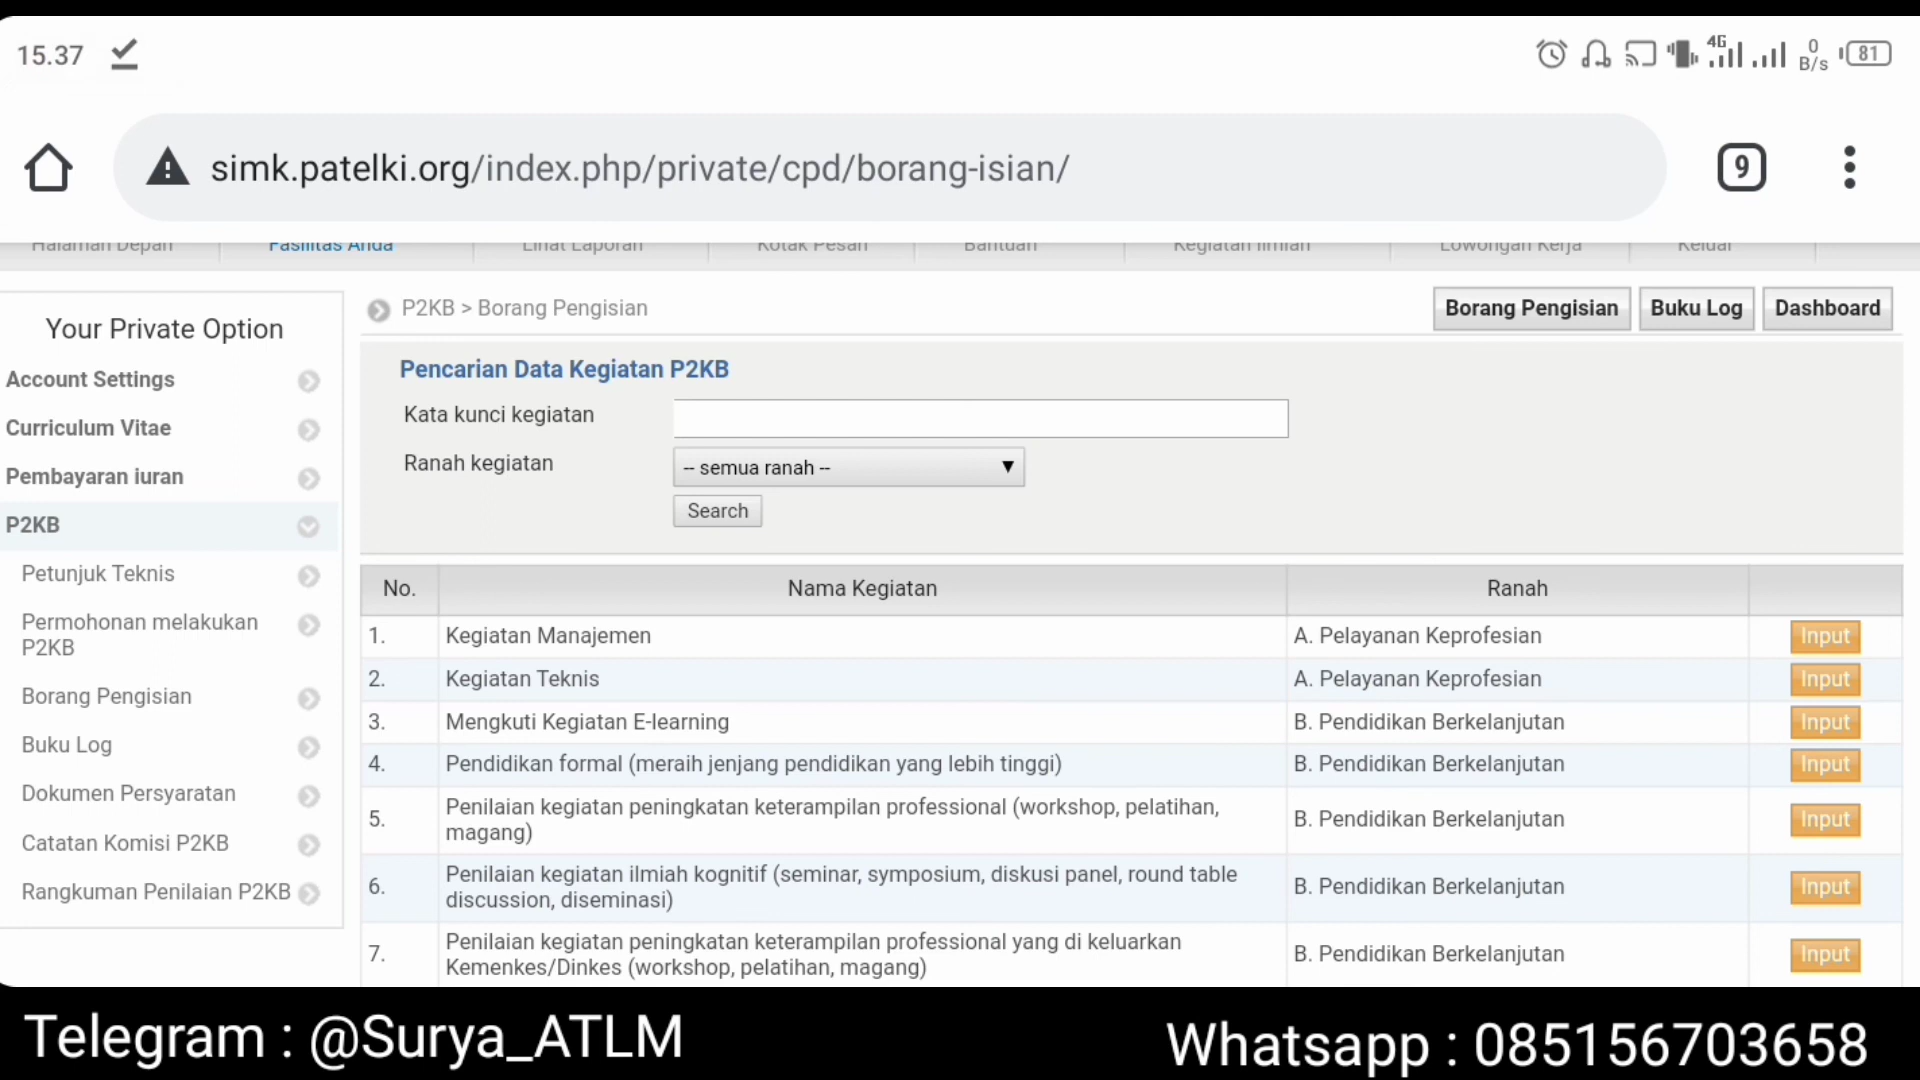 15.37
4G
0
B/s
81
simk.patelki.org/index.php/private/cpd/borang-isian/
9
Halaman Depan
Fasilitas Anda
Lihat Laporan
Kotak Pesan
Bantuan
Kegiatan Ilmiah
Lowongan Kerja
Keluar
Your Private Option
Account Settings
Curriculum Vitae
Pembayaran iuran
P2KB
Petunjuk Teknis
Permohonan melakukan
P2KB
Borang Pengisian
Buku Log
Dokumen Persyaratan
Catatan Komisi P2KB
Rangkuman Penilaian P2KB
P2KB > Borang Pengisian
Borang Pengisian
Buku Log
Dashboard
Pencarian Data Kegiatan P2KB
Kata kunci kegiatan
Ranah kegiatan
-- semua ranah --
Search
No. Nama Kegiatan Ranah
1. Kegiatan Manajemen A. Pelayanan Keprofesian Input
2. Kegiatan Teknis A. Pelayanan Keprofesian Input
3. Mengkuti Kegiatan E-learning B. Pendidikan Berkelanjutan Input
4. Pendidikan formal (meraih jenjang pendidikan yang lebih tinggi) B. Pendidikan Berkelanjutan Input
5. Penilaian kegiatan peningkatan keterampilan professional (workshop, pelatihan,
magang) B. Pendidikan Berkelanjutan Input
6. Penilaian kegiatan ilmiah kognitif (seminar, symposium, diskusi panel, round table
discussion, diseminasi) B. Pendidikan Berkelanjutan Input
7. Penilaian kegiatan peningkatan keterampilan professional yang di keluarkan
Kemenkes/Dinkes (workshop, pelatihan, magang) B. Pendidikan Berkelanjutan Input
Telegram : @Surya_ATLM
Whatsapp : 085156703658